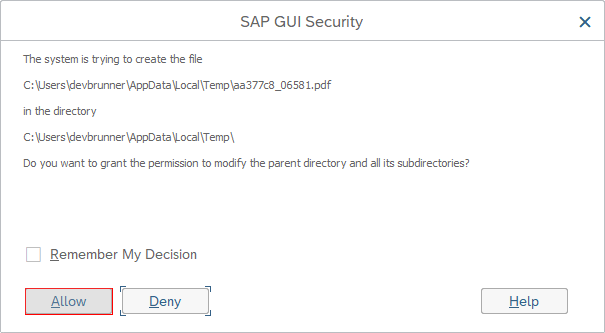 SAP GUI Security
The system is trying to create the file
C:\Users\devbrunner\AppData\Local\Temp\aa377c8_06581.pdf
in the directory
C:\Users\devbrunner\AppData\Local\Temp\
Do you want to grant the permission to modify the parent directory and all its subdirectories?
Remember My Decision
Allow Deny Help